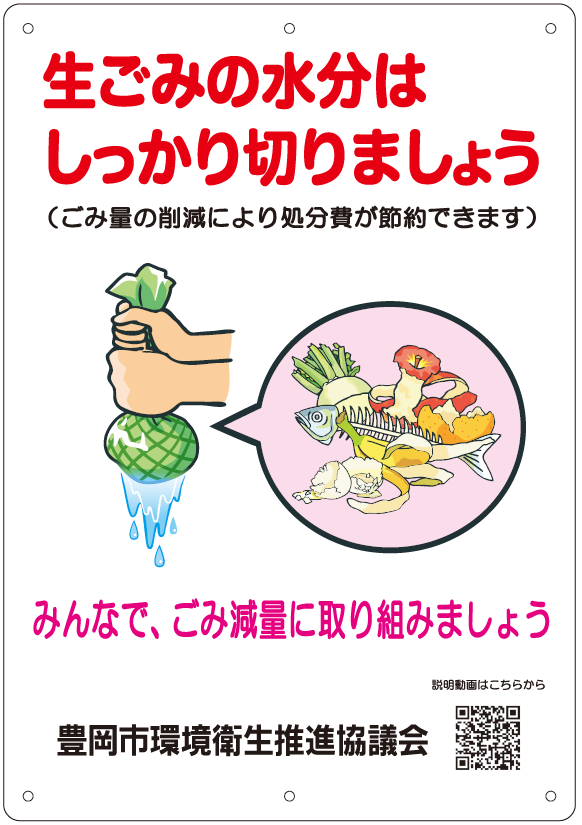 生ごみの水分は
しっかり切りましょう
（ごみ量の削減により処分費が節約できます）
みんなで、ごみ減量に取り組みましょう
説明動画はこちらから
豊岡市環境衛生推進協議会